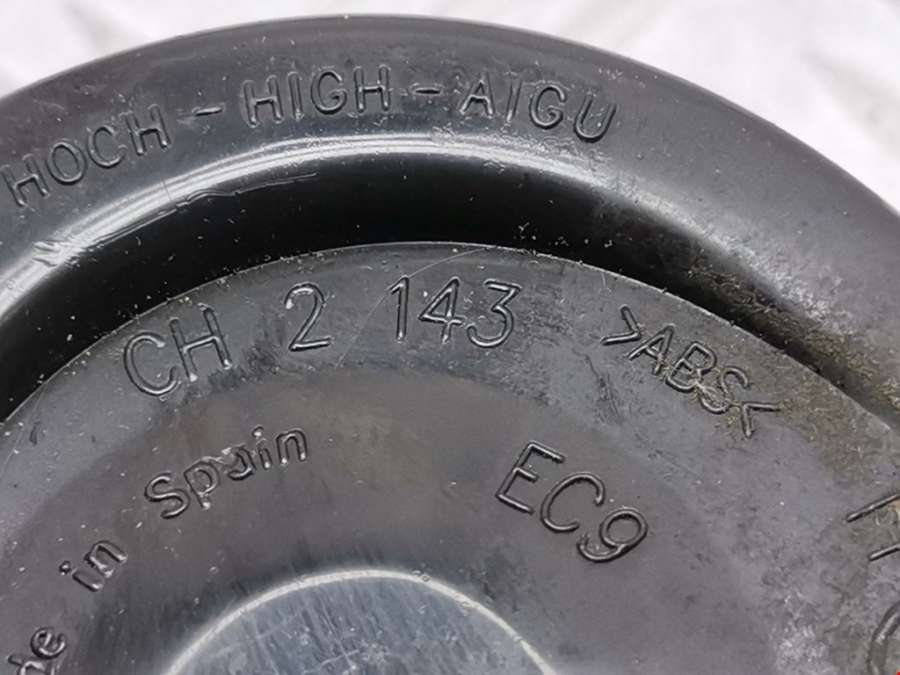 HOCH - HIGH - AIGU
CH 2 143 >ABS<
Spain
EC9
in